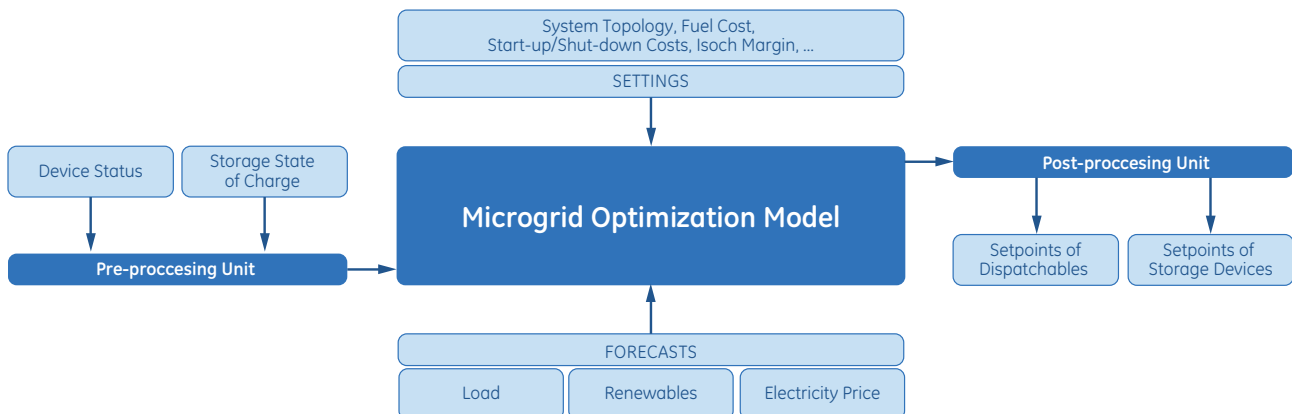 System Topology, Fuel Cost,
Start-up/Shut-down Costs, Isoch Margin, ...
SETTINGS
Device Status
Storage State
of Charge
Pre-proccesing Unit
Microgrid Optimization Model
Post-proccesing Unit
Setpoints of
Dispatchables
Setpoints of
Storage Devices
FORECASTS
Load
Renewables
Electricity Price